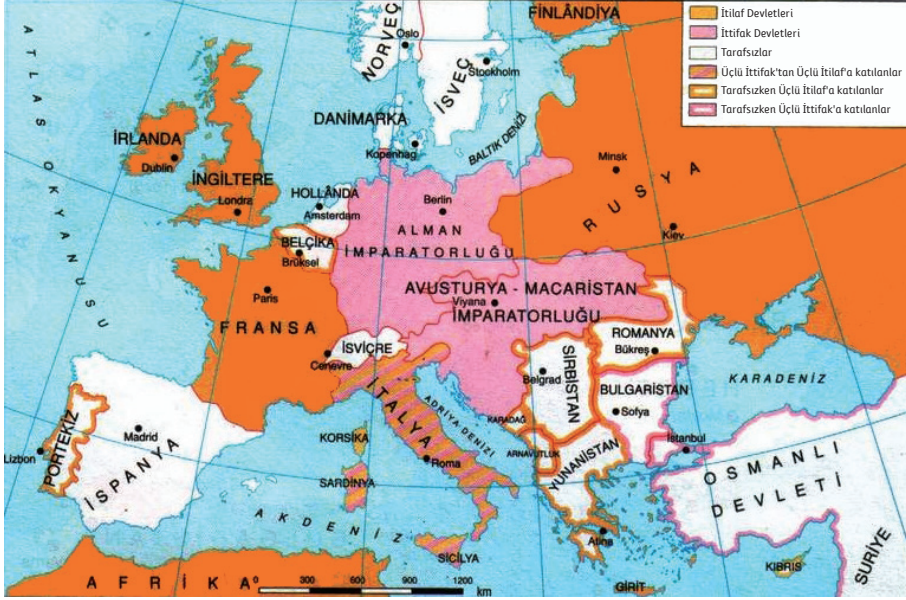 FİNLÂNDİYA
İtilaf Devletleri
İttifak Devletleri
Tarafsızlar
Üçlü İttifak'tan Üçlü İtilaf'a katılanlar
Tarafsızken Üçlü İtilaf'a katılanlar
Tarafsızken Üçlü İttifak'a katılanlar
ATLAS OKYANUSU
NORVEÇ
Oslo
İSVEÇ
Stockholm
DANİMARKA
Kopenhag
BALTIK DENİZİ
İRLANDA
Dublin
İNGİLTERE
Londra
HOLLÂNDA
Amsterdam
BELÇİKA
Brüksel
Berlin
ALMAN
İMPARATORLUĞU
Minsk
RUSYA
Kiev
Paris
FRANSA
AVUSTURYA - MACARİSTAN
Viyana
İMPARATORLUĞU
İSVİÇRE
Cenevre
ROMANYA
Bükreş
SIRBİSTAN
Belgrad
BULGARİSTAN
Sofya
KARADENİZ
İTALYA
Roma
ADRİYA DENİZİ
KARADAĞ
ARNAVUTLUK
YUNANİSTAN
Atina
İstanbul
OSMANLI
DEVLETİ
KORSİKA
SARDİNYA
SİCİLYA
PORTEKİZ
Lizbon
Madrid
İSPANYA
AKDENİZ
AFRİKA
0 300 600 900 1200
km
GİRİT
KIBRIS
SURİYE